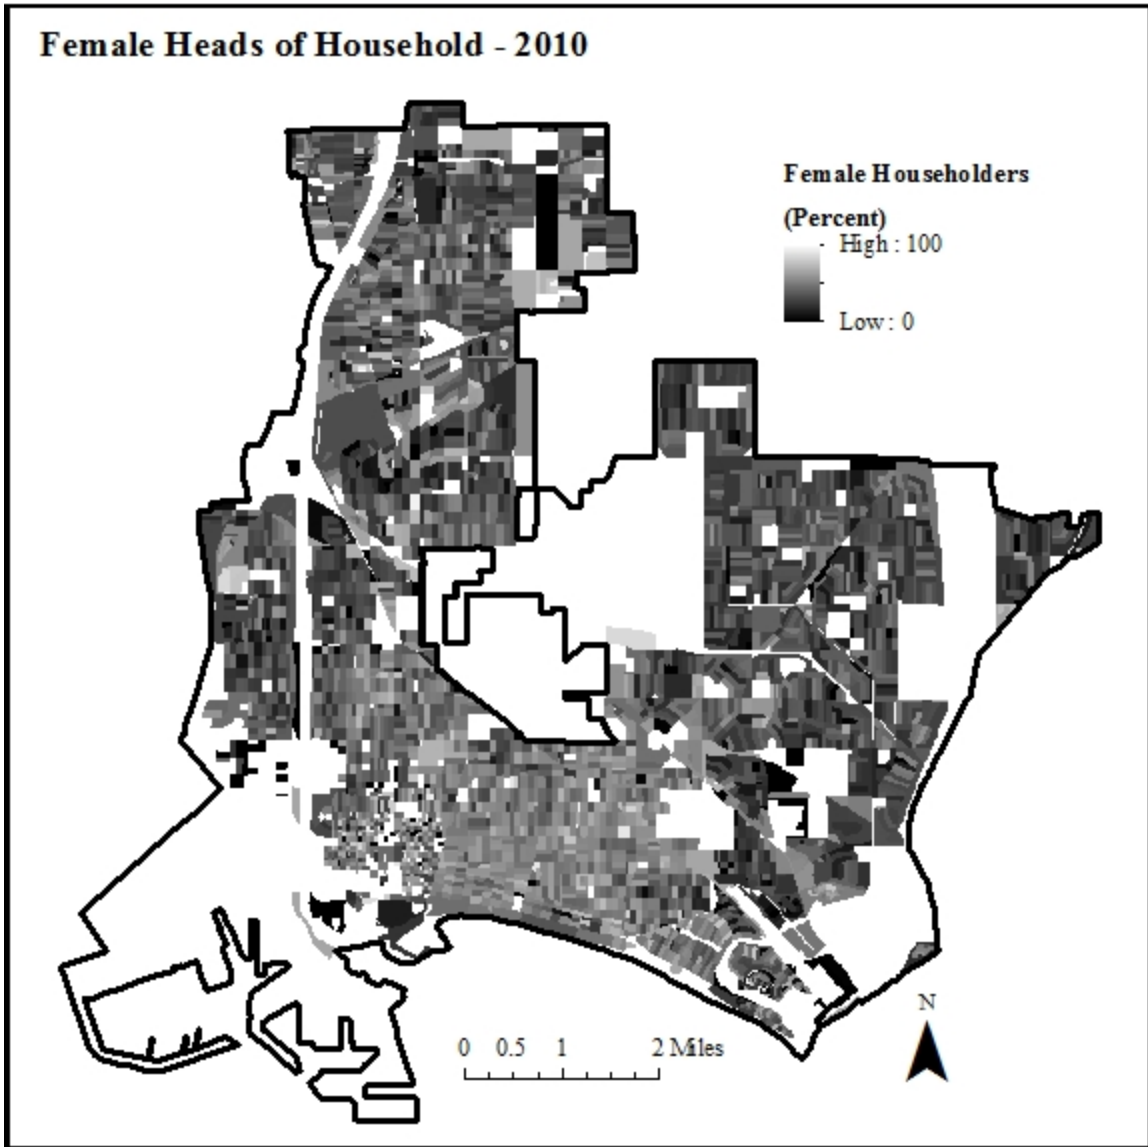 Female Heads of Household - 2010
Female Householders
(Percent)
High : 100
Low : 0
N
0 0.5 1 2 Miles